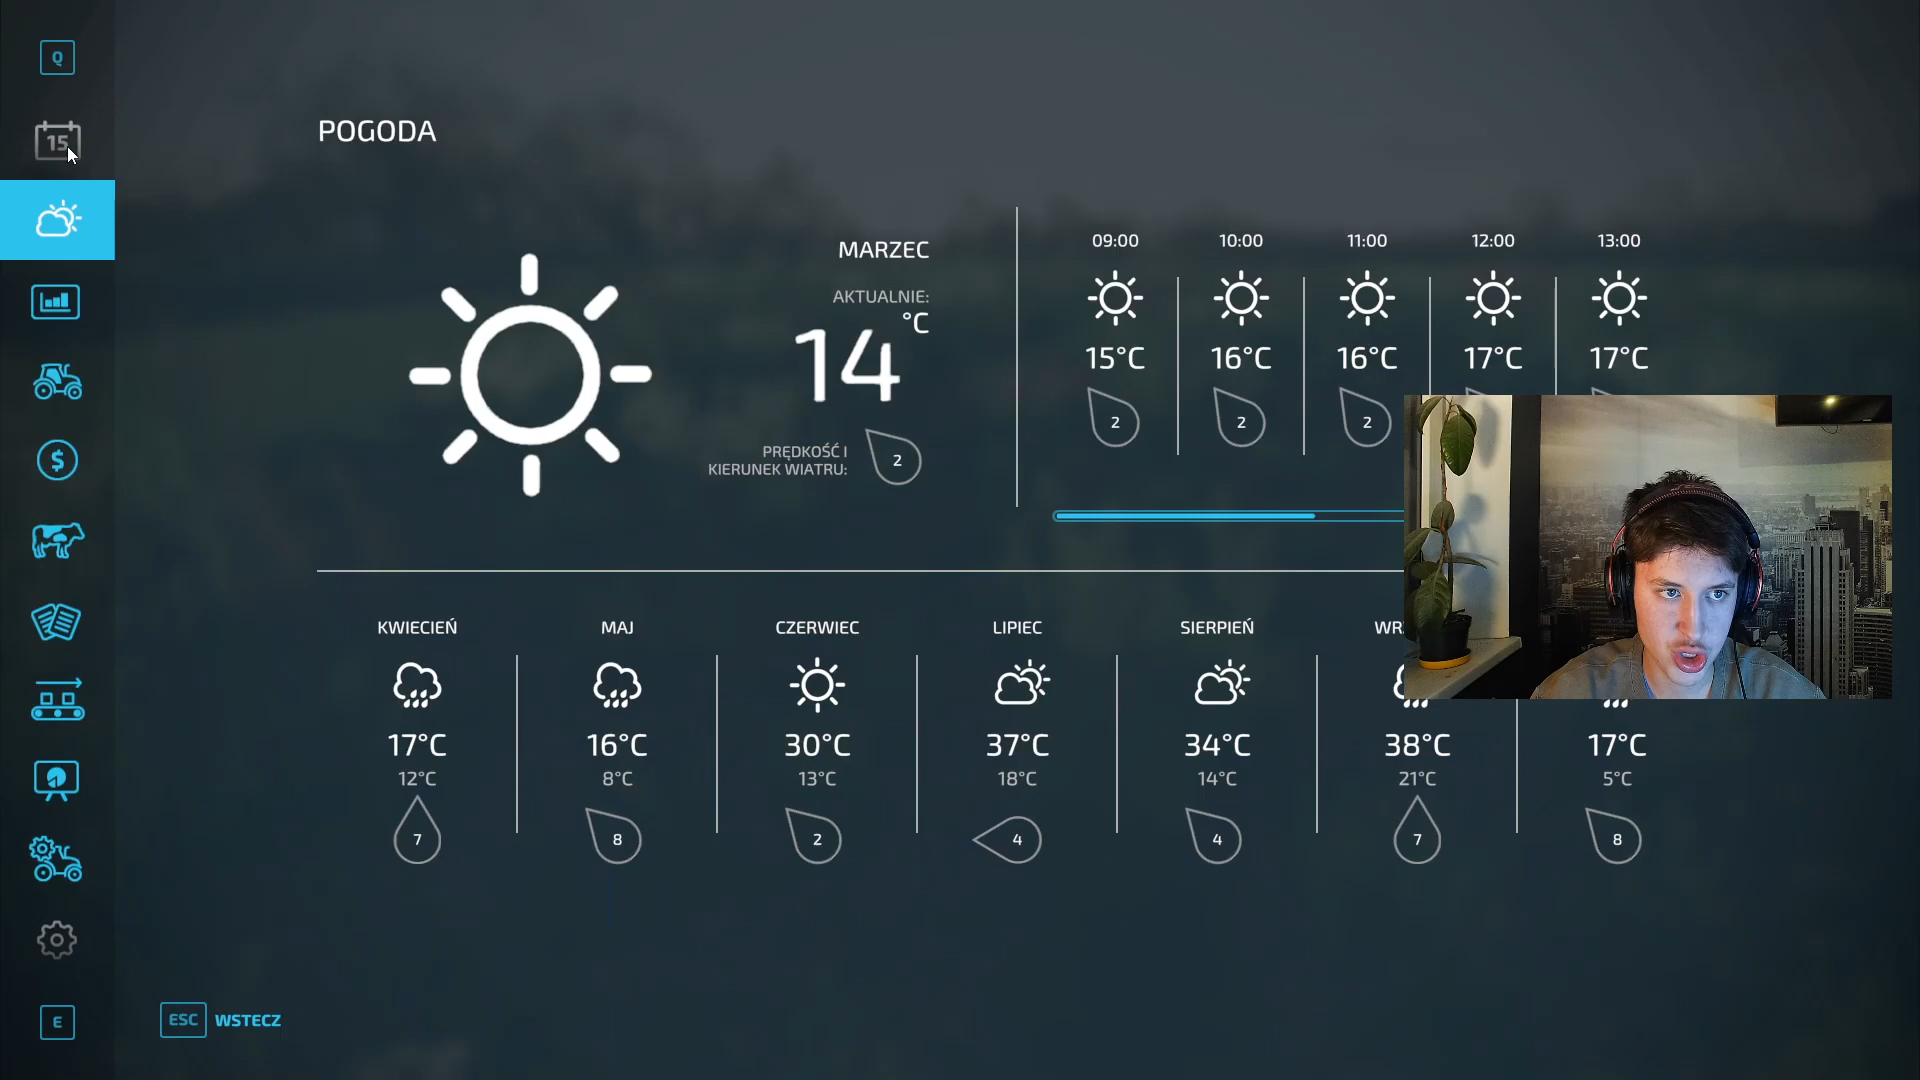 Q
15
POGODA
MARZEC
AKTUALNIE:
14 °C
PRĘDKOŚĆ I
KIERUNEK WIATRU:
2
09:00 10:00 11:00 12:00 13:00
15°C 16°C 16°C 17°C 17°C
2 2 2
$
KWIECIEŃ MAJ CZERWIEC LIPIEC SIERPIEŃ WR
17°C 16°C 30°C 37°C 34°C 38°C 17°C
12°C 8°C 13°C 18°C 14°C 21°C 5°C
7 8 2 4 4 7 8
E
ESC WSTECZ